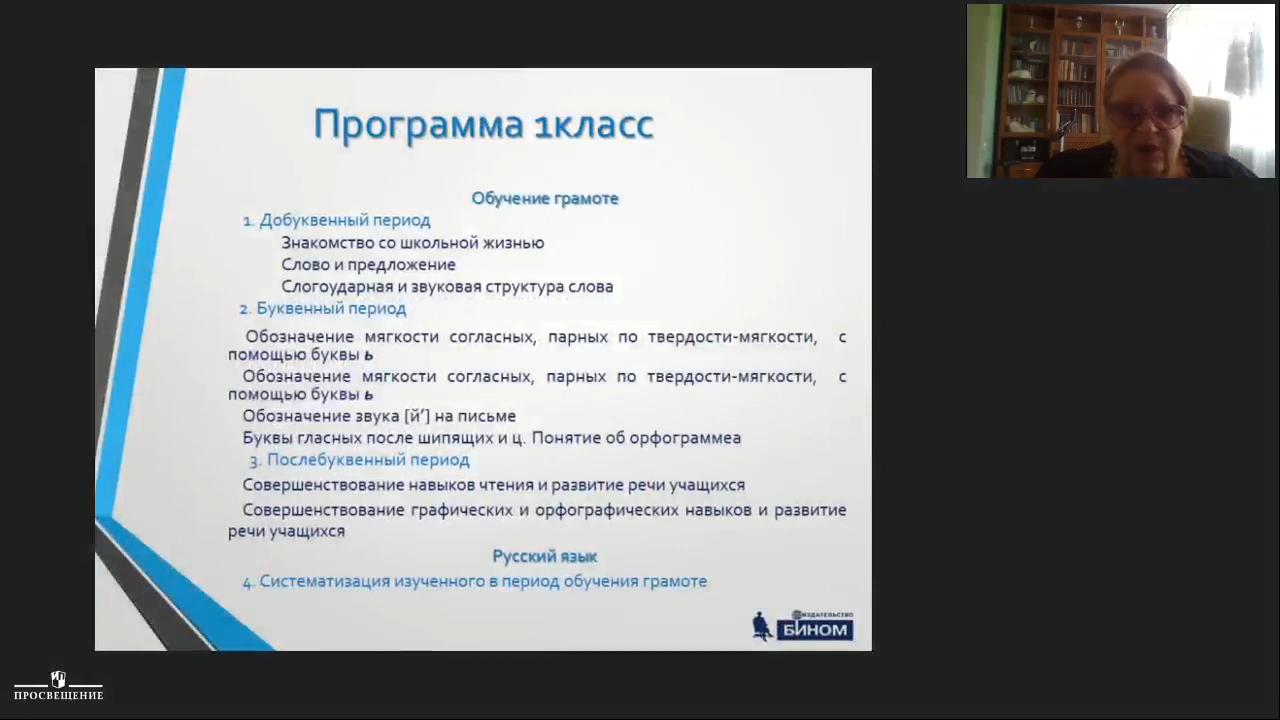 Программа 1класс
Обучение грамоте
1. Добуквенный период
Знакомство со школьной жизнью
Слово и предложение
Слогоударная и звуковая структура слова
2. Буквенный период
Обозначение мягкости согласных, парных по твердости-мягкости, с
помощью буквы ь
Обозначение мягкости согласных, парных по твердости-мягкости, с
помощью буквы ь
Обозначение звука [й’] на письме
Буквы гласных после шипящих и ц. Понятие об орфограммеа
3. Послебуквенный период
Совершенствование навыков чтения и развитие речи учащихся
Совершенствование графических и орфографических навыков и развитие
речи учащихся
Русский язык
4. Систематизация изученного в период обучения грамоте
ИЗДАТЕЛЬСТВО
БИНОМ
ПРОСВЕЩЕНИЕ